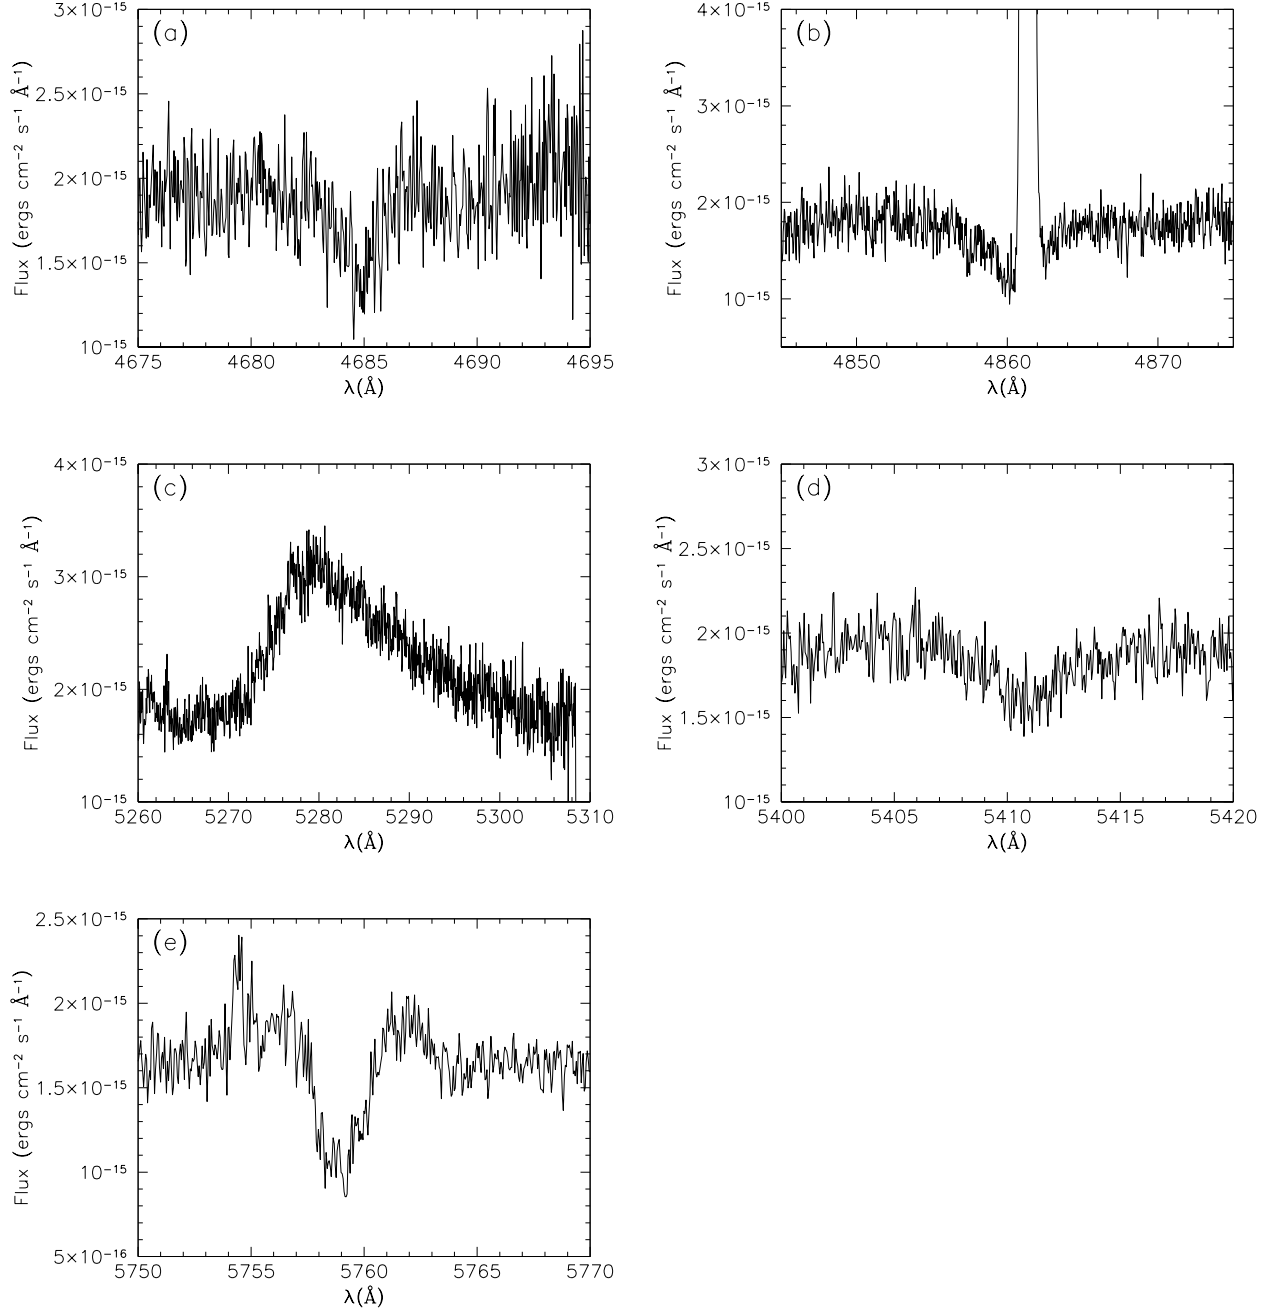 (a)
3×10⁻¹⁵
2.5×10⁻¹⁵
2×10⁻¹⁵
1.5×10⁻¹⁵
10⁻¹⁵
Flux (ergs cm⁻² s⁻¹ Å⁻¹)
4675 4680 4685 4690 4695
λ(Å)
(b)
4×10⁻¹⁵
3×10⁻¹⁵
2×10⁻¹⁵
10⁻¹⁵
Flux (ergs cm⁻² s⁻¹ Å⁻¹)
4850 4860 4870
λ(Å)
(c)
4×10⁻¹⁵
3×10⁻¹⁵
2×10⁻¹⁵
10⁻¹⁵
Flux (ergs cm⁻² s⁻¹ Å⁻¹)
5260 5270 5280 5290 5300 5310
λ(Å)
(d)
3×10⁻¹⁵
2.5×10⁻¹⁵
2×10⁻¹⁵
1.5×10⁻¹⁵
10⁻¹⁵
Flux (ergs cm⁻² s⁻¹ Å⁻¹)
5400 5405 5410 5415 5420
λ(Å)
(e)
2.5×10⁻¹⁵
2×10⁻¹⁵
1.5×10⁻¹⁵
10⁻¹⁵
5×10⁻¹⁶
Flux (ergs cm⁻² s⁻¹ Å⁻¹)
5750 5755 5760 5765 5770
λ(Å)